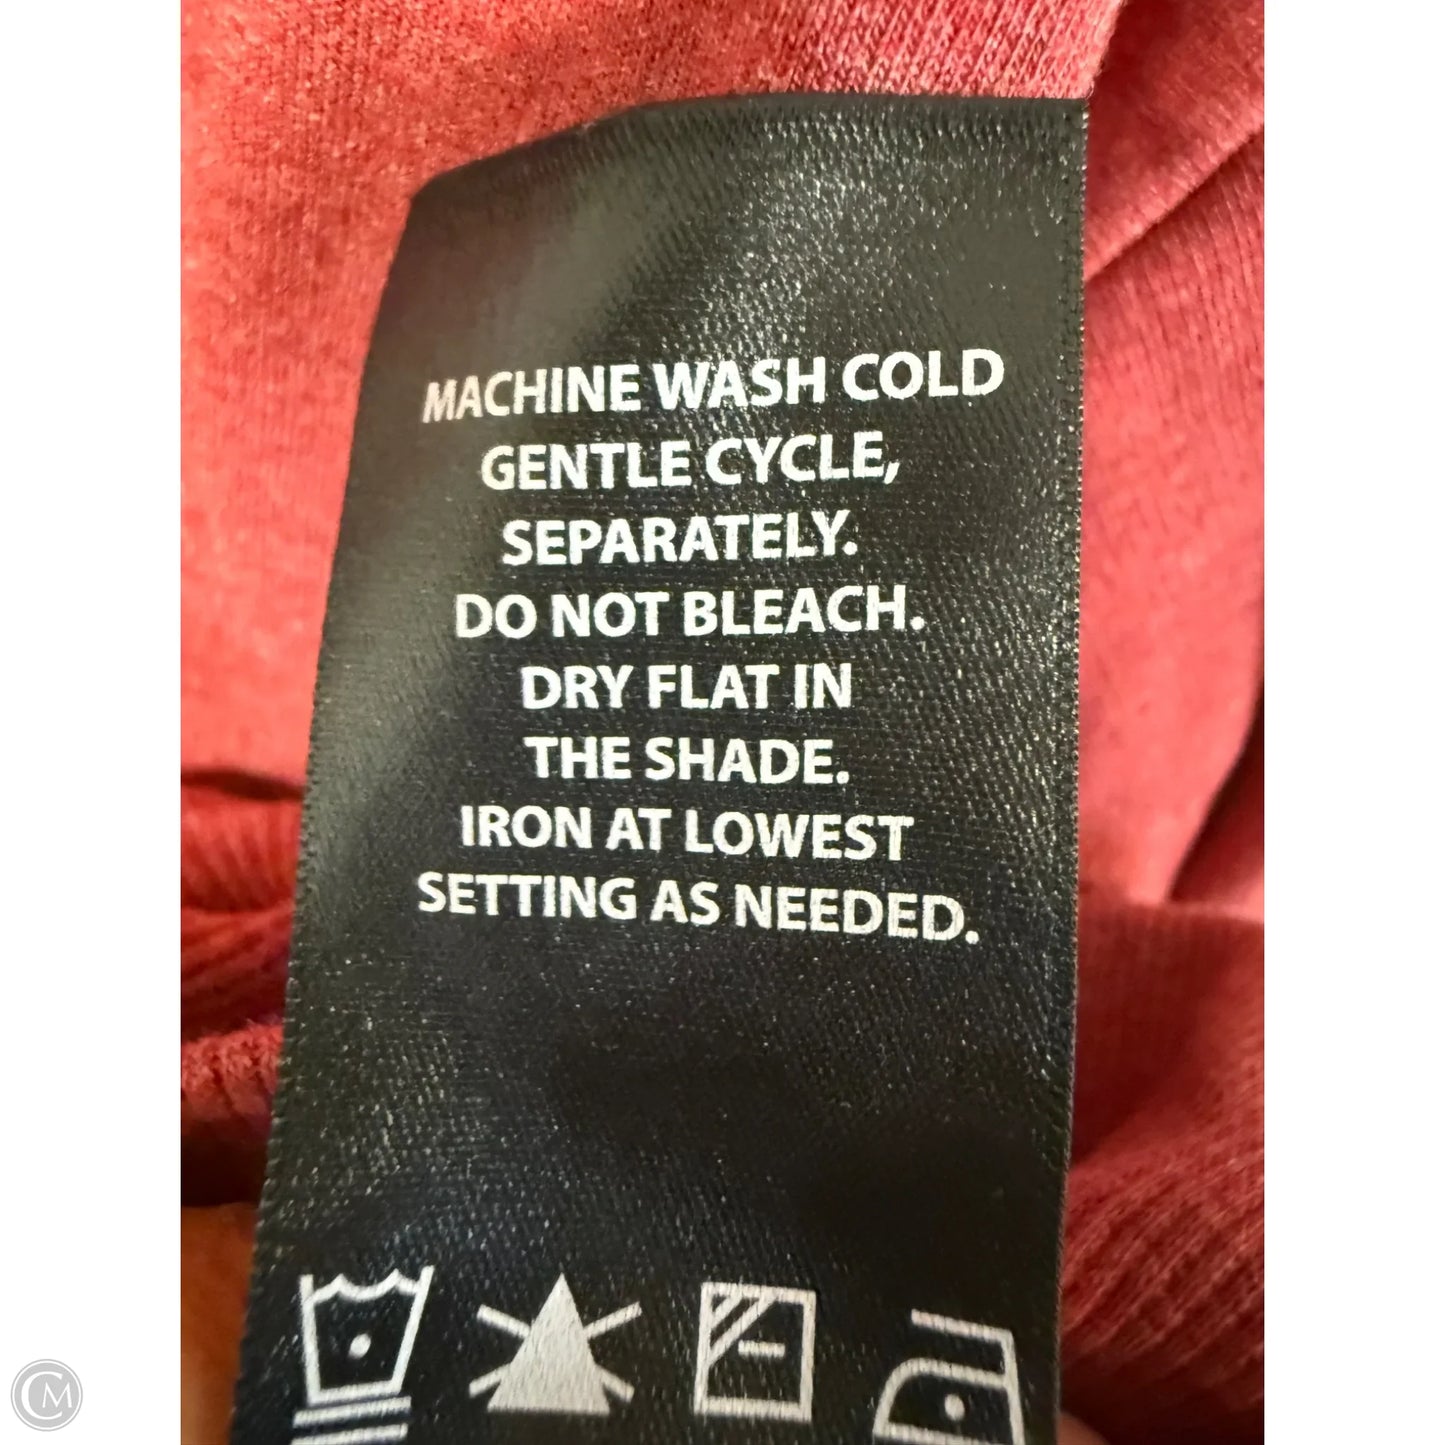 MACHINE WASH COLD
GENTLE CYCLE,
SEPARATELY.
DO NOT BLEACH.
DRY FLAT IN
THE SHADE.
IRON AT LOWEST
SETTING AS NEEDED.
CM